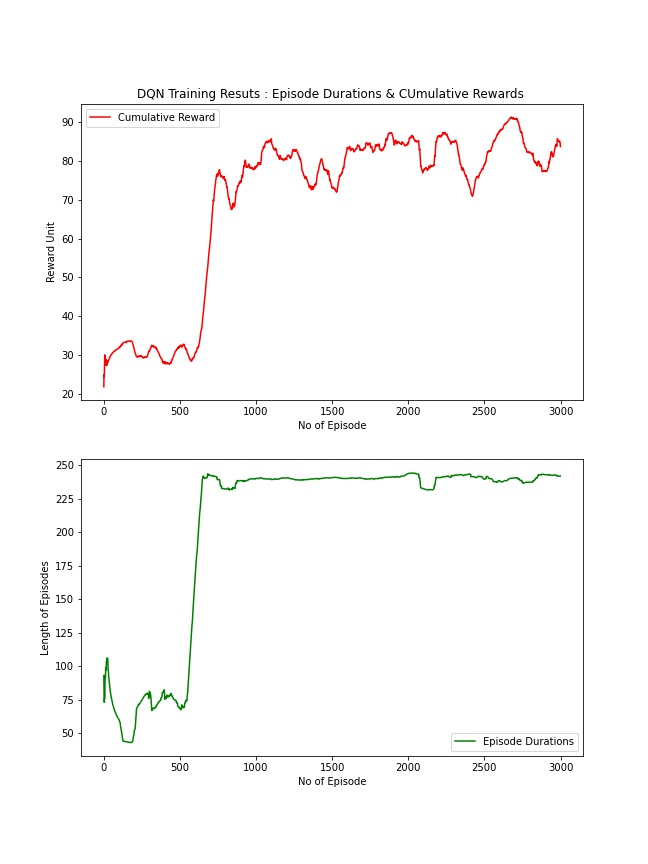 DQN Training Resuts : Episode Durations & CUmulative Rewards
Cumulative Reward
90
80
70
60
50
40
30
20
Reward Unit
0 500 1000 1500 2000 2500 3000
No of Episode
250
225
200
175
150
125
100
75
50
Length of Episodes
Episode Durations
0 500 1000 1500 2000 2500 3000
No of Episode